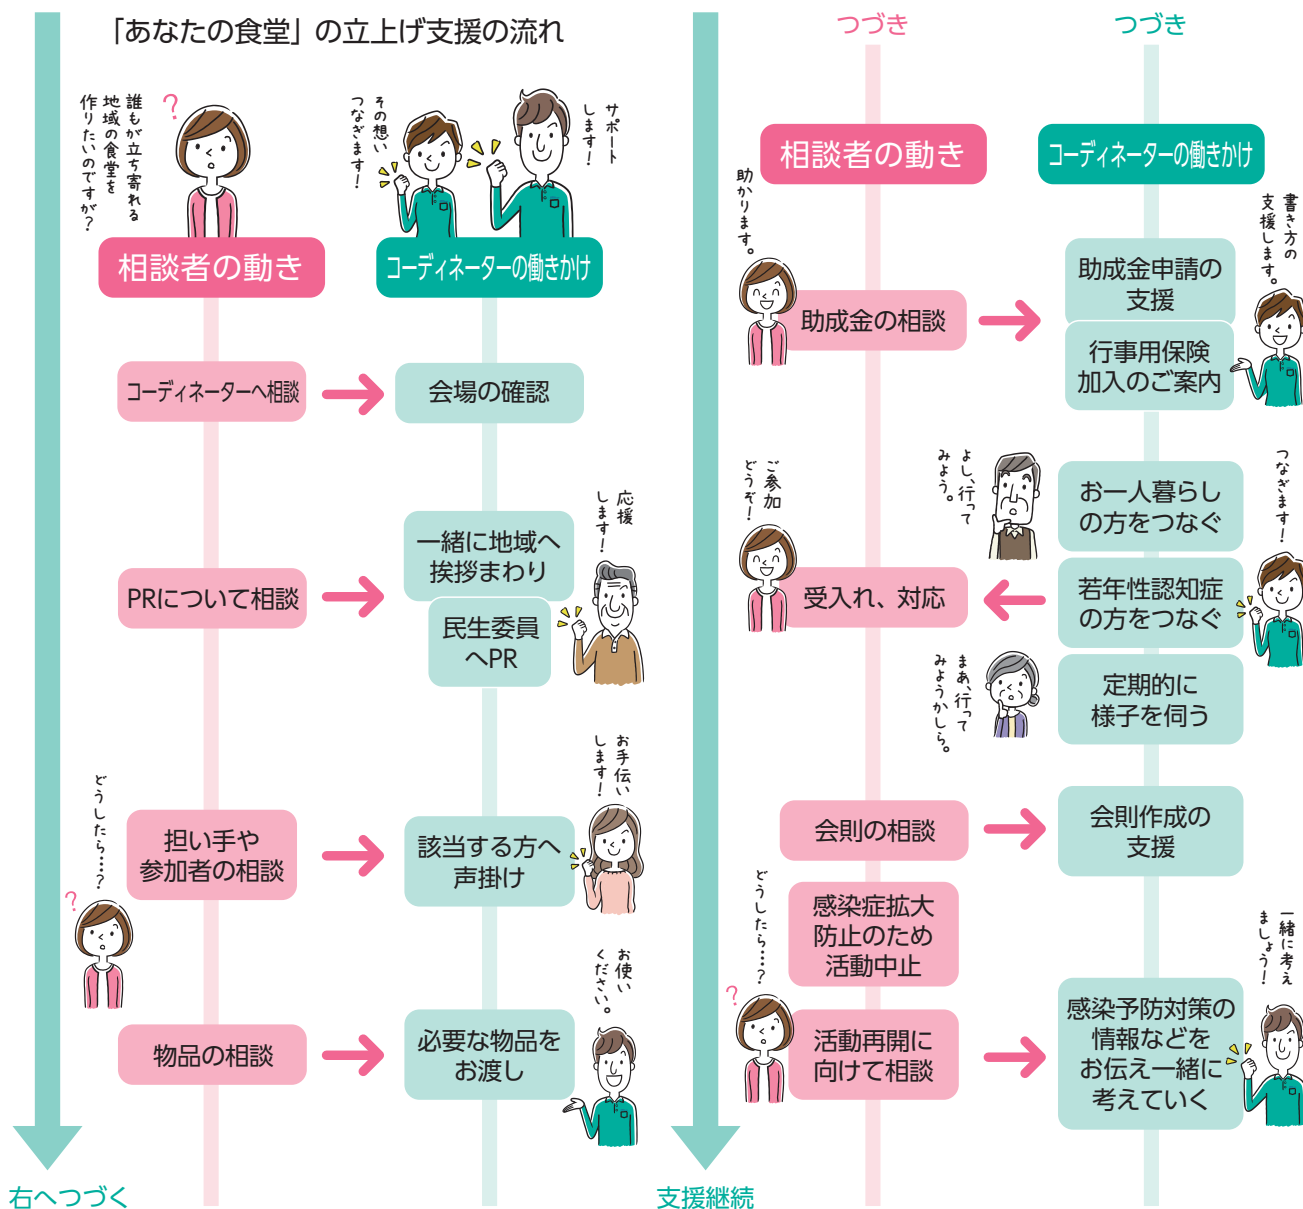 「あなたの食堂」の立上げ支援の流れ
誰もが立ち寄れる
地域の食堂を
作りたいのですが?
?
その想い
つなぎます!
サポート
します!
相談者の動き
コーディネーターの働きかけ
コーディネーターへ相談
会場の確認
PRについて相談
一緒に地域へ
挨拶まわり
民生委員
へPR
応援
します!
どうしたら…?
?
担い手や
参加者の相談
該当する方へ
声掛け
お手伝い
します!
物品の相談
必要な物品を
お渡し
お使い
ください。
右へつづく
つづき
つづき
相談者の動き
コーディネーターの働きかけ
助かります。
助成金の相談
助成金申請の
支援
行事用保険
加入のご案内
書き方の
支援します。
ご参加
どうぞ!
受入れ、対応
よし、行って
みよう。
まあ、行って
みようかしら。
お一人暮らし
の方をつなぐ
若年性認知症
の方をつなぐ
定期的に
様子を伺う
つなぎます!
会則の相談
会則作成の
支援
感染症拡大
防止のため
活動中止
どうしたら…?
?
活動再開に
向けて相談
感染予防対策の
情報などを
お伝え一緒に
考えていく
一緒に考え
ましょう!
支援継続